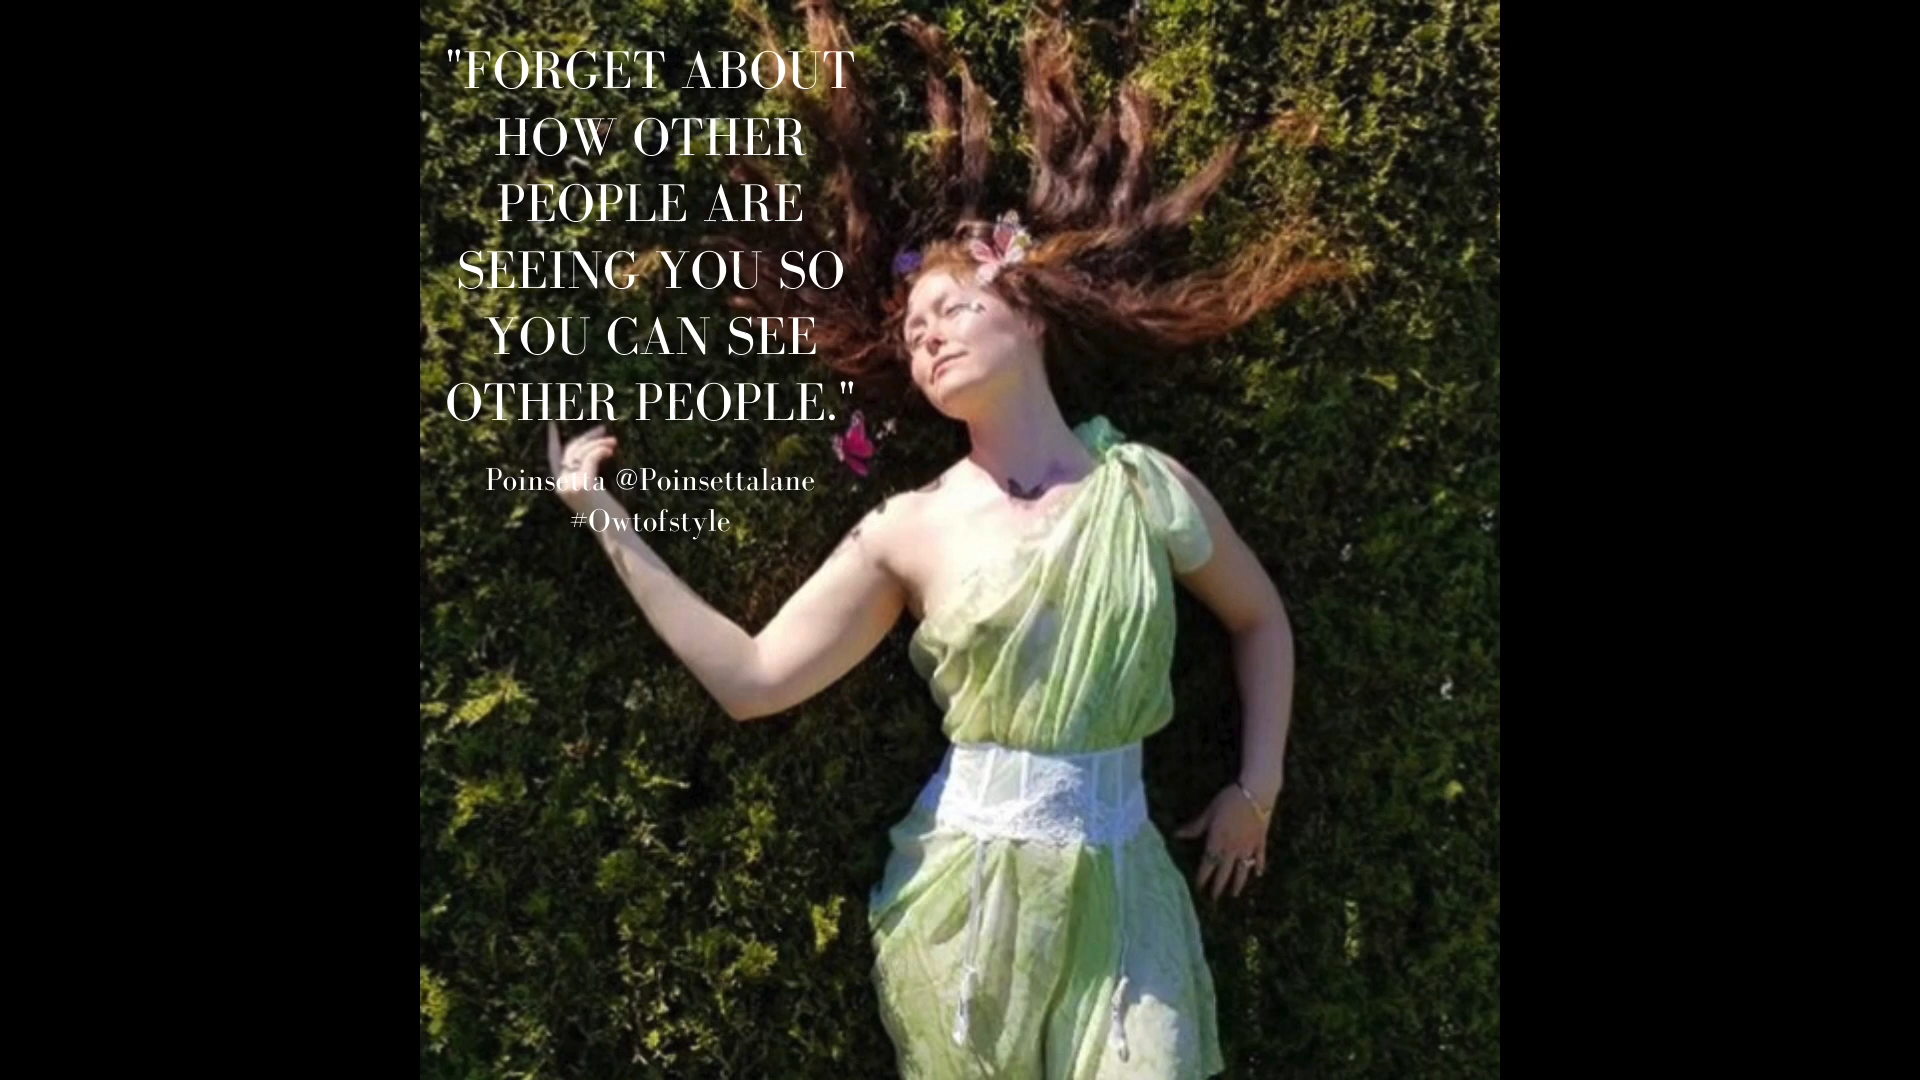 "FORGET ABOUT
HOW OTHER
PEOPLE ARE
SEEING YOU SO
YOU CAN SEE
OTHER PEOPLE."
Poinsetta @Poinsettalane
#Owtofstyle